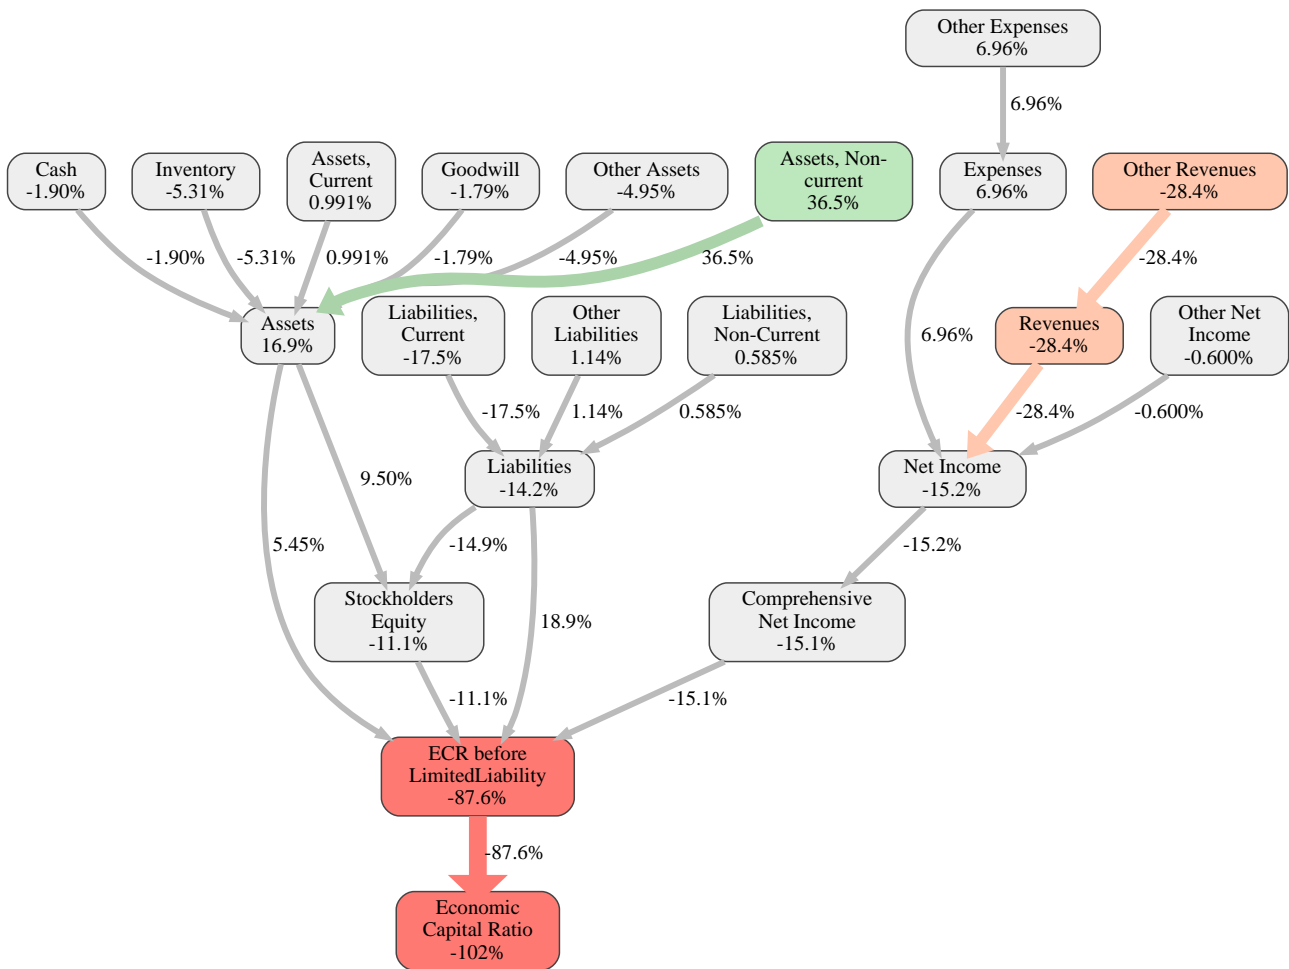 Other Expenses
6.96%
6.96%
Cash
-1.90%
Inventory
-5.31%
Assets,
Current
0.991%
Goodwill
-1.79%
Other Assets
-4.95%
Assets, Non-
current
36.5%
Expenses
6.96%
Other Revenues
-28.4%
-1.90%
-5.31%
0.991%
-1.79%
-4.95%
36.5%
-28.4%
Assets
16.9%
Liabilities,
Current
-17.5%
Other
Liabilities
1.14%
Liabilities,
Non-Current
0.585%
6.96%
Revenues
-28.4%
Other Net
Income
-0.600%
-17.5%
1.14%
0.585%
-28.4%
-0.600%
9.50%
Liabilities
-14.2%
Net Income
-15.2%
5.45%
-14.9%
-15.2%
Stockholders
Equity
-11.1%
18.9%
Comprehensive
Net Income
-15.1%
-11.1%
-15.1%
ECR before
LimitedLiability
-87.6%
-87.6%
Economic
Capital Ratio
-102%